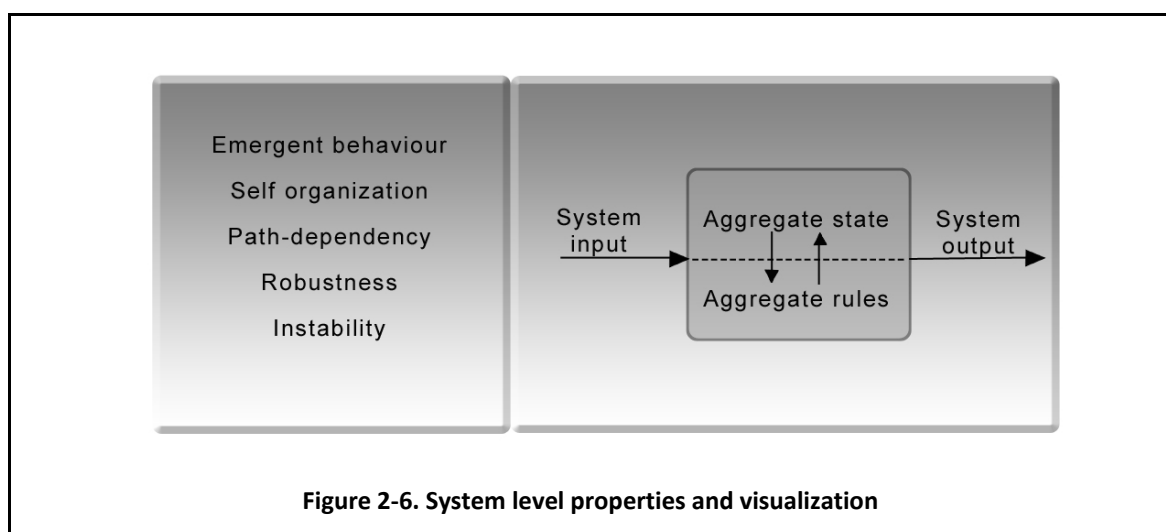 Emergent behaviour
Self organization
Path-dependency
Robustness
Instability
System
input
Aggregate state
Aggregate rules
System
output
Figure 2-6. System level properties and visualization